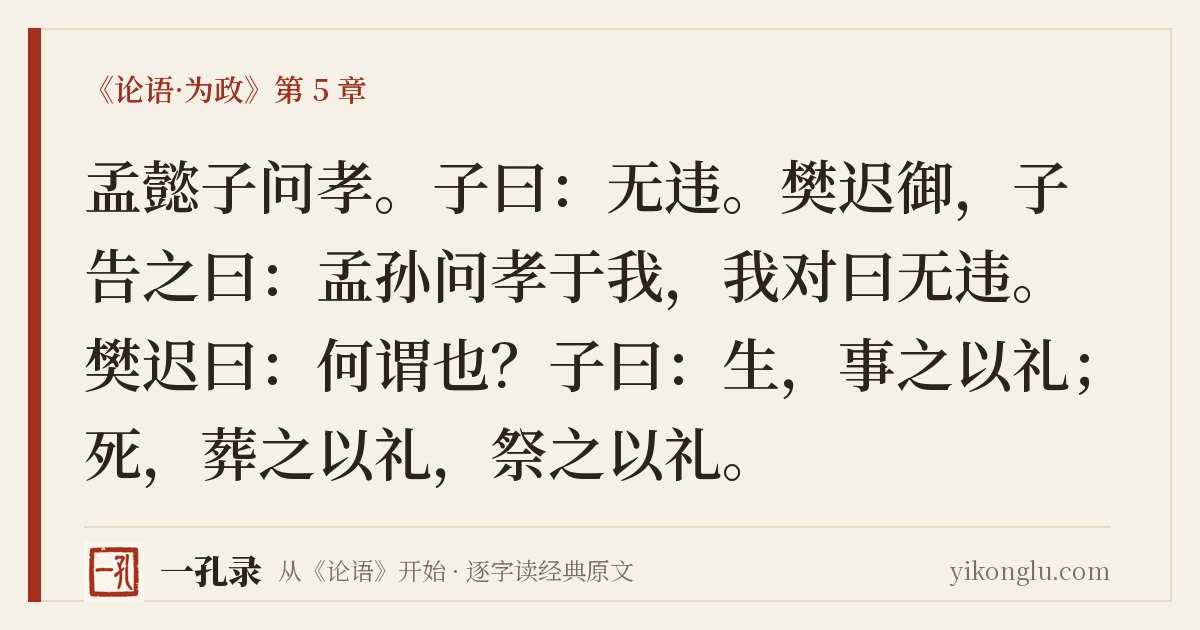 《论语·为政》第 5 章
孟懿子问孝。子曰：无违。樊迟御，子
告之曰：孟孙问孝于我，我对曰无违。
樊迟曰：何谓也？子曰：生，事之以礼；
死，葬之以礼，祭之以礼。
一孔 一孔录 从《论语》开始 · 逐字读经典原文 yikonglu.com